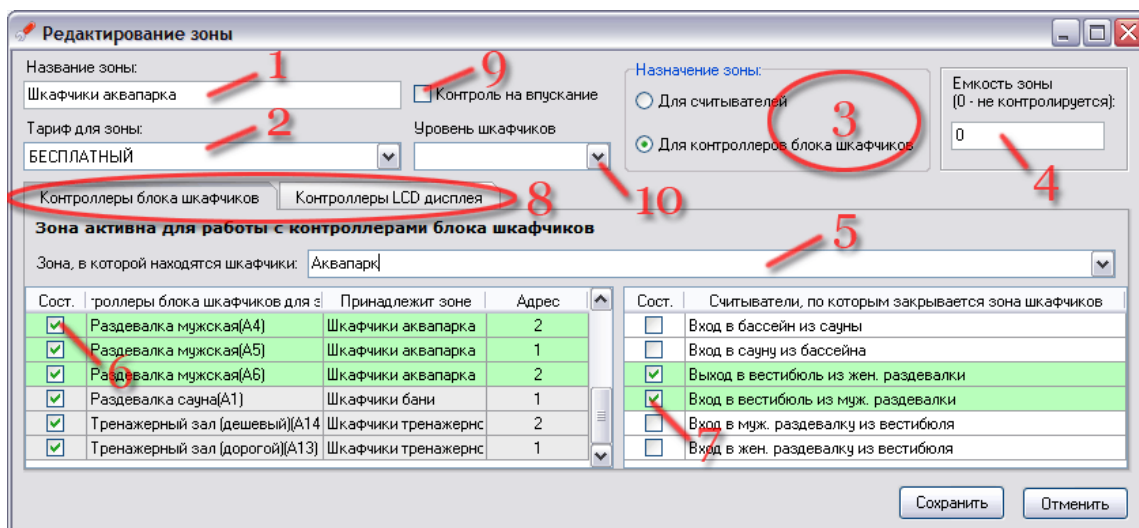 Редактирование зоны
Название зоны:
1
Шкафчики аквапарка
9
Контроль на впускание
Назначение зоны:
Для считывателей
3
Для контроллеров блока шкафчиков
Емкость зоны
(0 - не контролируется):
0
4
Тариф для зоны:
2
БЕСПЛАТНЫЙ
Уровень шкафчиков
10
Контроллеры блока шкафчиков Контроллеры LCD дисплея
8
Зона активна для работы с контроллерами блока шкафчиков
5
Зона, в которой находятся шкафчики: Аквапарк
Сост. троллеры блока шкафчиков для з Принадлежит зоне Адрес
Раздевалка мужская(А4) Шкафчики аквапарка 2
Раздевалка мужская(А5) Шкафчики аквапарка 1
6
Раздевалка мужская(А6) Шкафчики аквапарка 2
Раздевалка сауна(А1) Шкафчики бани 1
Тренажерный зал (дешевый)(А14 Шкафчики тренажернс 2
Тренажерный зал (дорогой)(А13) Шкафчики тренажернс 1
Сост. Считыватели, по которым закрывается зона шкафчиков
Вход в бассейн из сауны
Вход в сауну из бассейна
Выход в вестибюль из жен. раздевалки
Вход в вестибюль из муж. раздевалки
7
Вход в муж. раздевалку из вестибюля
Вход в жен. раздевалку из вестибюля
Сохранить Отменить